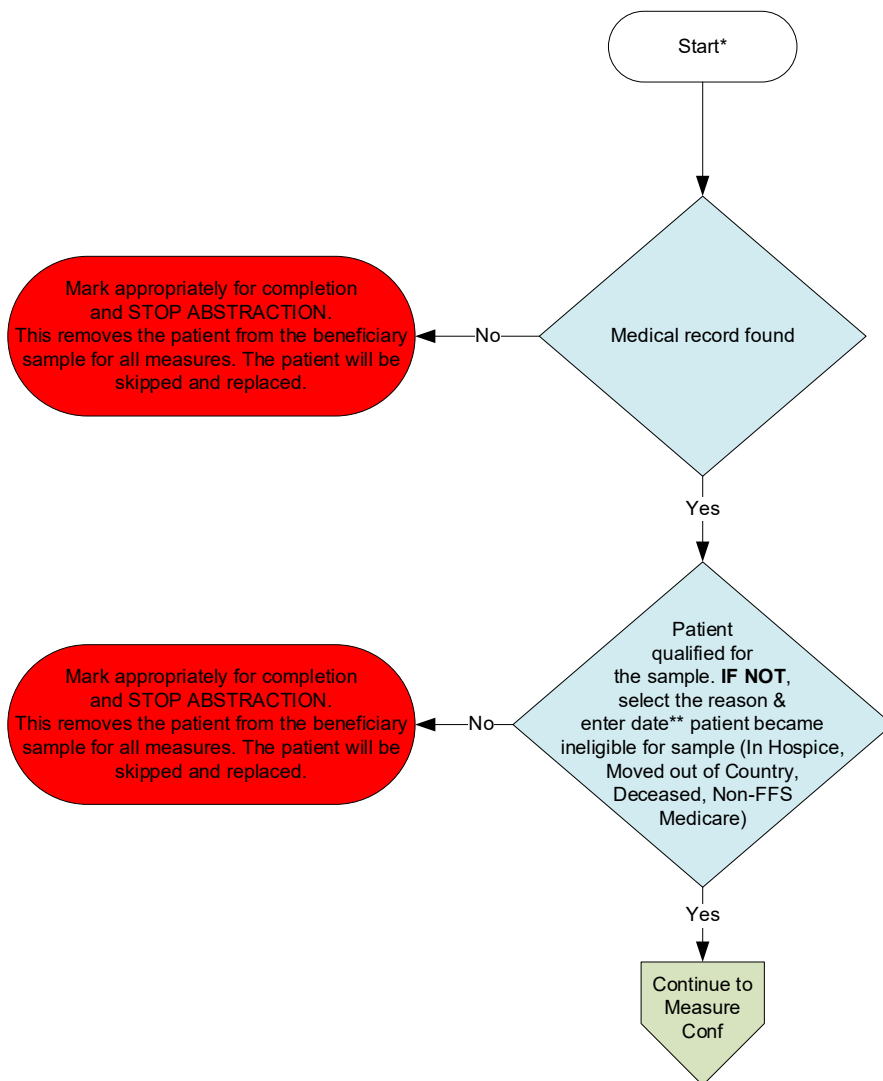 Start*
Medical record found
No
Mark appropriately for completion
and STOP ABSTRACTION.
This removes the patient from the beneficiary
sample for all measures. The patient will be
skipped and replaced.
Yes
Patient
qualified for
the sample. IF NOT,
select the reason &
enter date** patient became
ineligible for sample (In Hospice,
Moved out of Country,
Deceased, Non-FFS
Medicare)
No
Mark appropriately for completion
and STOP ABSTRACTION.
This removes the patient from the beneficiary
sample for all measures. The patient will be
skipped and replaced.
Yes
Continue to
Measure
Conf